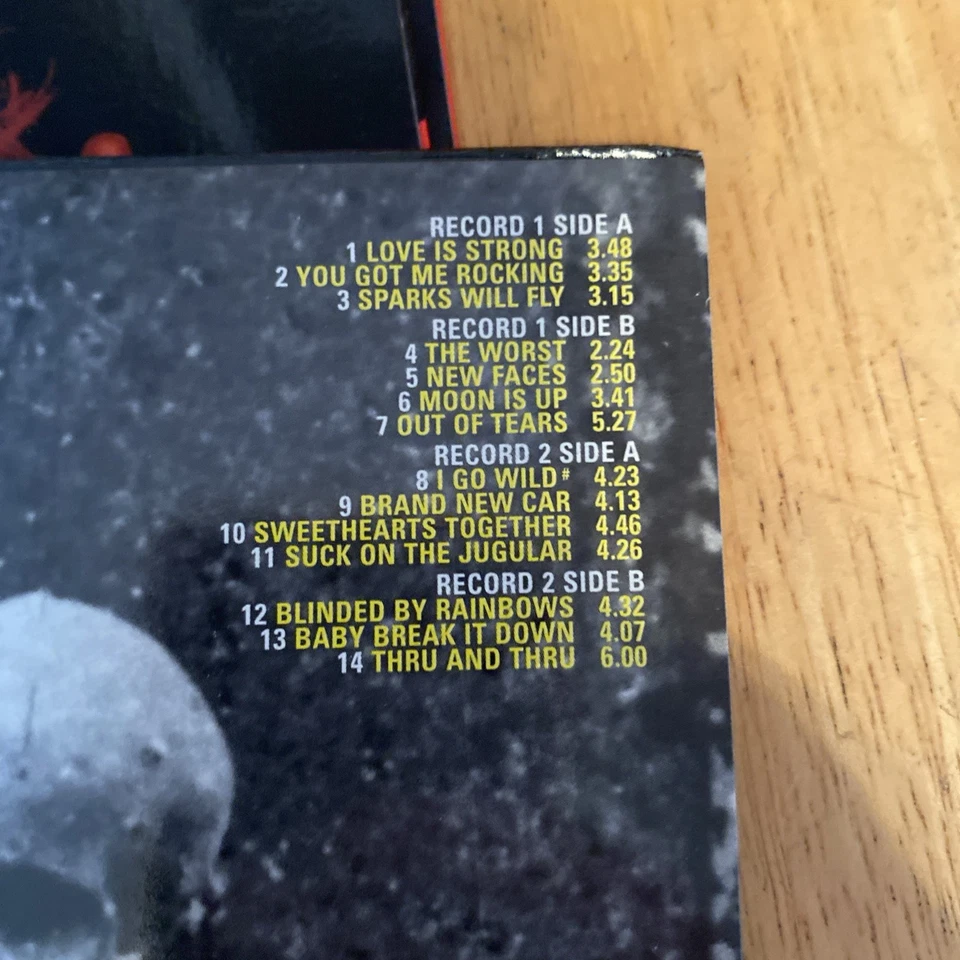 RECORD 1 SIDE A
1 LOVE IS STRONG 3.48
2 YOU GOT ME ROCKING 3.35
3 SPARKS WILL FLY 3.15
RECORD 1 SIDE B
4 THE WORST 2.24
5 NEW FACES 2.50
6 MOON IS UP 3.41
7 OUT OF TEARS 5.27
RECORD 2 SIDE A
8 I GO WILD # 4.23
9 BRAND NEW CAR 4.13
10 SWEETHEARTS TOGETHER 4.46
11 SUCK ON THE JUGULAR 4.26
RECORD 2 SIDE B
12 BLINDED BY RAINBOWS 4.32
13 BABY BREAK IT DOWN 4.07
14 THRU AND THRU 6.00